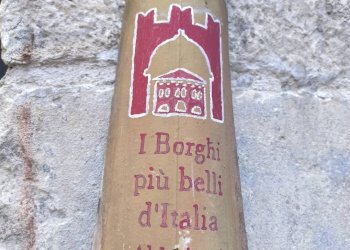 I Borghi
più belli
d'Italia